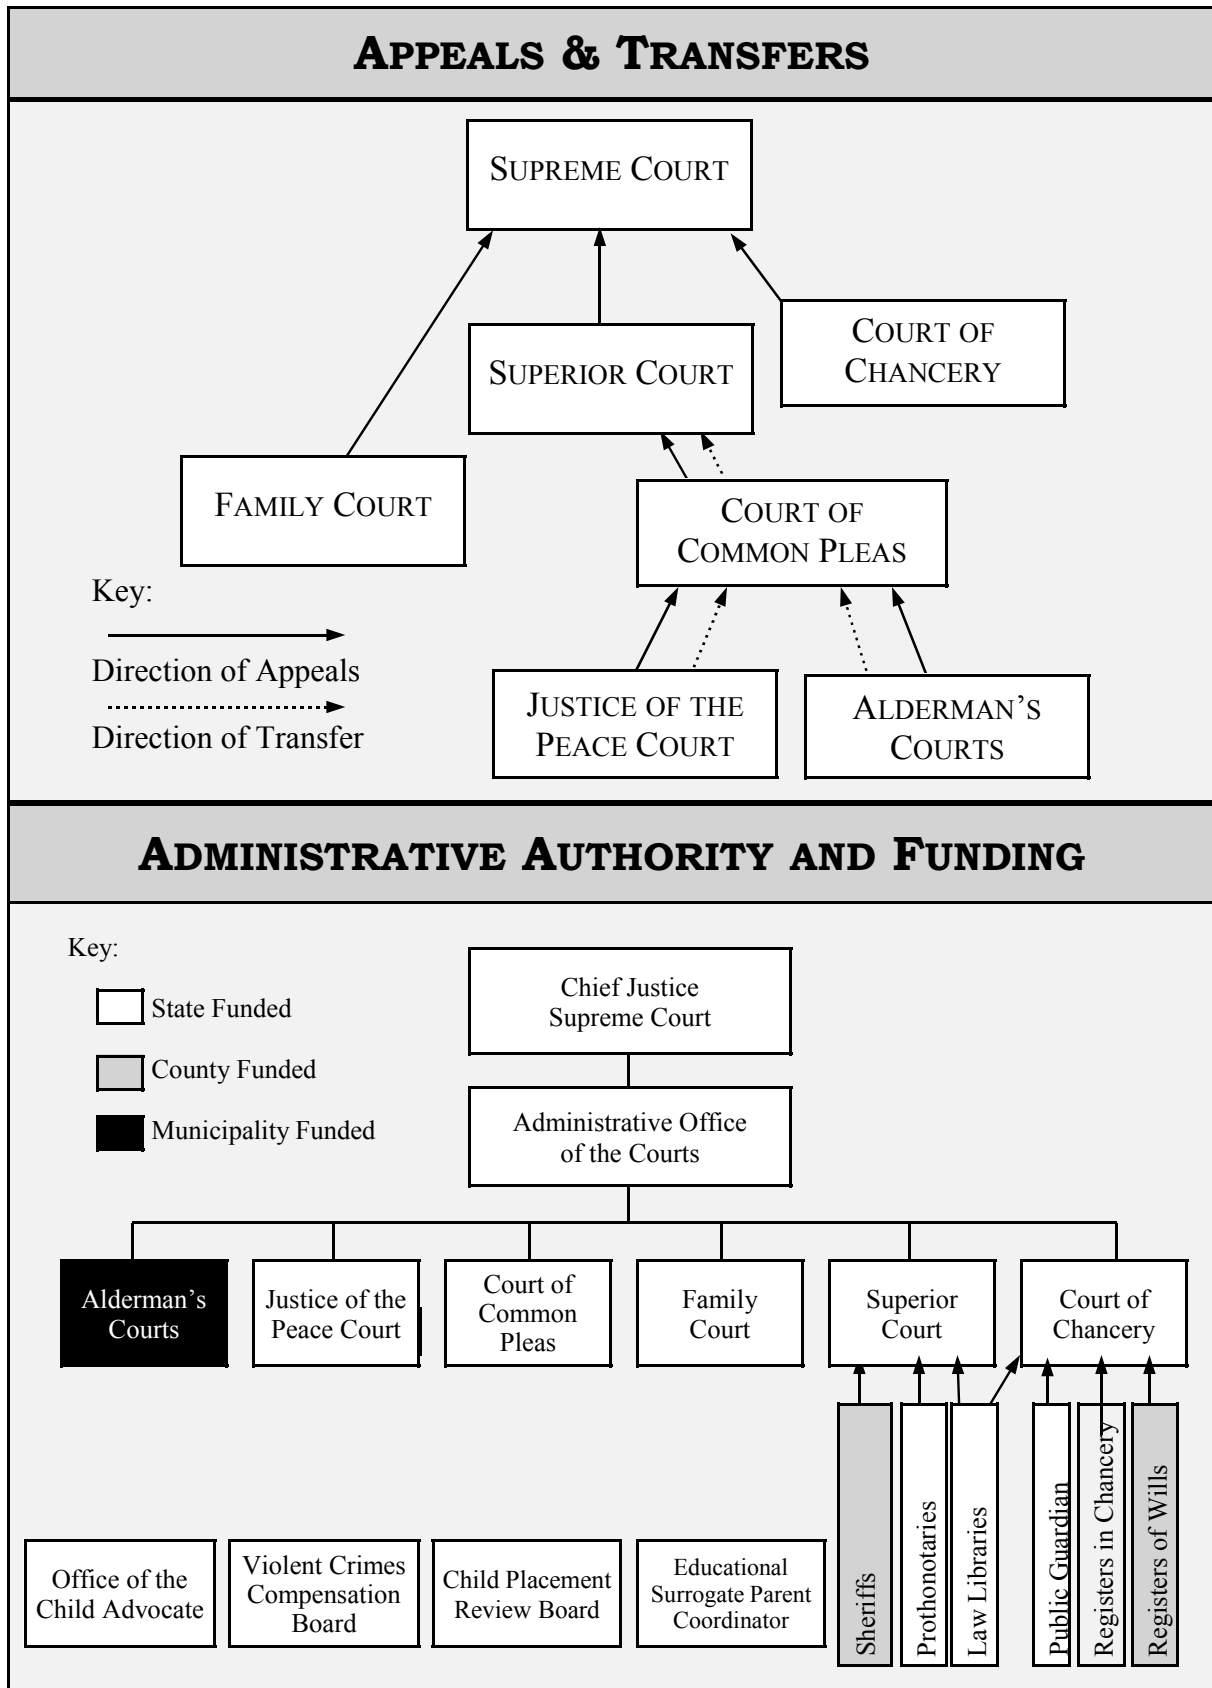 APPEALS & TRANSFERS
SUPREME COURT
COURT OF
CHANCERY
SUPERIOR COURT
FAMILY COURT
COURT OF
COMMON PLEAS
Key:
Direction of Appeals
Direction of Transfer
JUSTICE OF THE
PEACE COURT
ALDERMAN'S
COURTS
ADMINISTRATIVE AUTHORITY AND FUNDING
Key:
State Funded
County Funded
Municipality Funded
Chief Justice
Supreme Court
Administrative Office
of the Courts
Alderman's
Courts
Justice of the
Peace Court
Court of
Common
Pleas
Family
Court
Superior
Court
Court of
Chancery
Sheriffs
Prothonotaries
Law Libraries
Public Guardian
Registers in Chancery
Registers of Wills
Office of the
Child Advocate
Violent Crimes
Compensation
Board
Child Placement
Review Board
Educational
Surrogate Parent
Coordinator